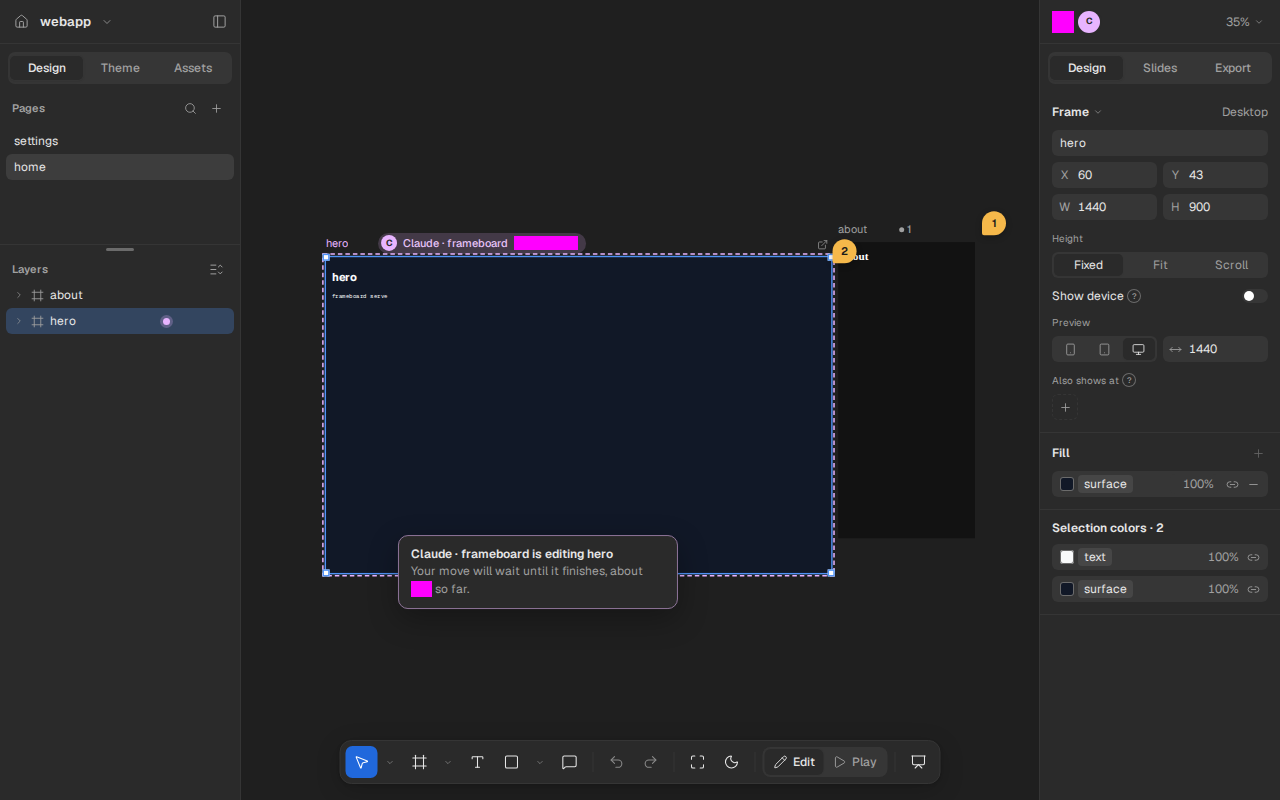 webapp
C
35%
Design
Theme
Assets
Design
Slides
Export
Pages
settings
home
Frame
Desktop
hero
X 60
Y 43
W 1440
H 900
Height
Fixed
Fit
Scroll
Show device ?
Preview
1440
Also shows at ?
Fill
surface 100%
Selection colors · 2
text 100%
surface 100%
Layers
about
hero
hero
C Claude · frameboard
about
1
1
2
hero
frameboard serve
Claude · frameboard is editing hero
Your move will wait until it finishes, about
so far.
Edit
Play